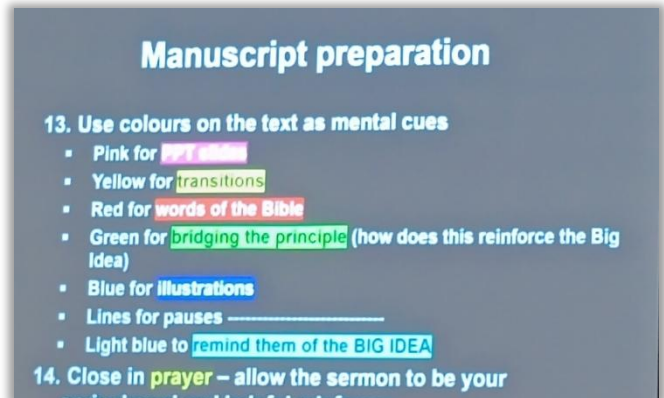 Manuscript preparation
13. Use colours on the text as mental cues
▪ Pink for PPT slides
▪ Yellow for transitions
▪ Red for words of the Bible
▪ Green for bridging the principle (how does this reinforce the Big
Idea)
▪ Blue for illustrations
▪ Lines for pauses -----------------------
▪ Light blue to remind them of the BIG IDEA
14. Close in prayer – allow the sermon to be your